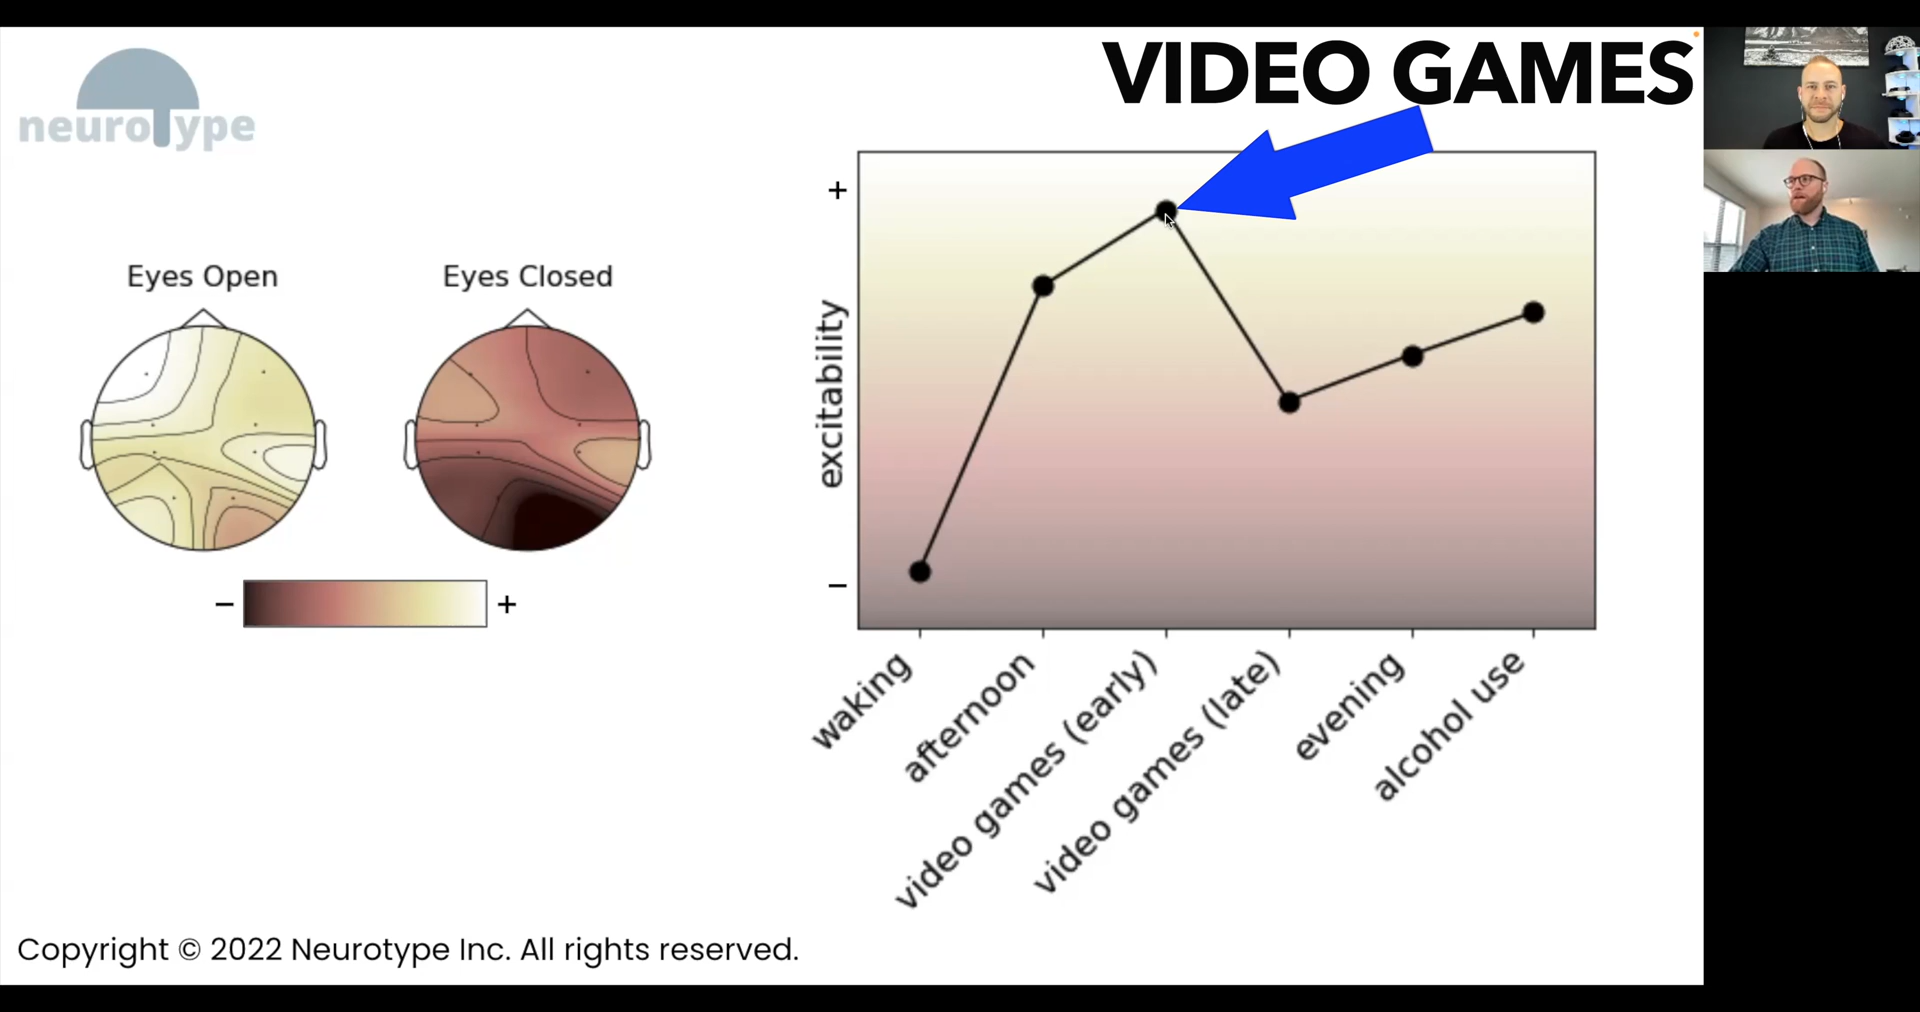 VIDEO GAMES
neuroType
Eyes Open
Eyes Closed
− +
+
excitability
−
waking
afternoon
video games (early)
video games (late)
evening
alcohol use
Copyright © 2022 Neurotype Inc. All rights reserved.